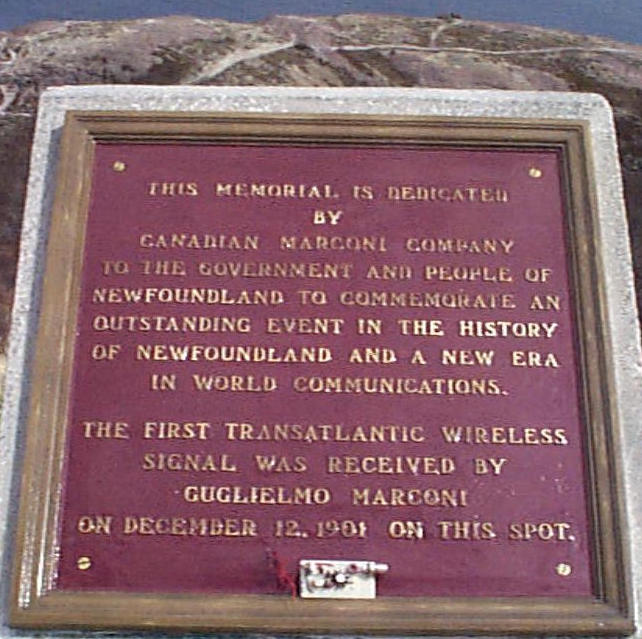 THIS MEMORIAL IS DEDICATED
BY
CANADIAN MARCONI COMPANY
TO THE GOVERNMENT AND PEOPLE OF
NEWFOUNDLAND TO COMMEMORATE AN
OUTSTANDING EVENT IN THE HISTORY
OF NEWFOUNDLAND AND A NEW ERA
IN WORLD COMMUNICATIONS.
THE FIRST TRANSATLANTIC WIRELESS
SIGNAL WAS RECEIVED BY
GUGLIELMO MARCONI
ON DECEMBER 12, 1901 ON THIS SPOT.